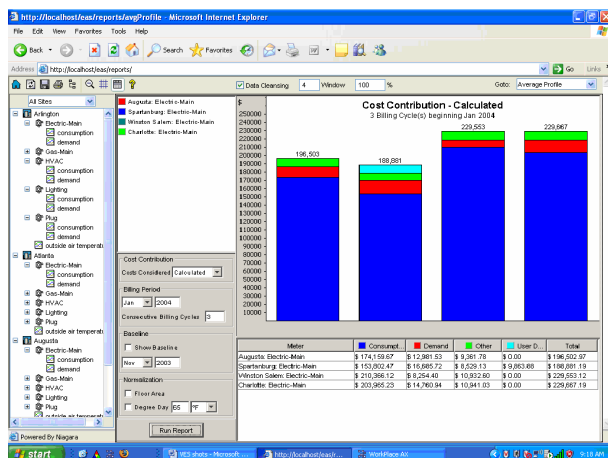 http://localhost/eas/reports/avgProfile - Microsoft Internet Explorer
File Edit View Favorites Tools Help
Back Search Favorites
Address http://localhost/eas/reports/ Go Links
Data Cleansing 4 Window 100 % Goto: Average Profile
All Sites
Arlington
Electric-Main
consumption
demand
Gas-Main
HVAC
consumption
demand
Lighting
consumption
demand
Plug
consumption
demand
outside air temperat
Atlanta
Electric-Main
consumption
demand
Gas-Main
HVAC
Lighting
Plug
outside air temperat
Augusta
Electric-Main
consumption
demand
Gas-Main
HVAC
Lighting
Plug
outside air temperat
Augusta: Electric-Main
Spartanburg: Electric-Main
Winston Salem: Electric-Main
Charlotte: Electric-Main
Cost Contribution
Costs Considered Calculated
Billing Period
Jan 2004
Consecutive Billing Cycles 3
Baseline
Show Baseline
Nov 2003
Normalization
Floor Area
Degree Day 65 °F
Run Report
Cost Contribution - Calculated
3 Billing Cycle(s) beginning Jan 2004
$
250000
240000
230000
220000
210000
200000
190000
180000
170000
160000
150000
140000
130000
120000
110000
100000
90000
80000
70000
60000
50000
40000
30000
20000
10000
196,503
188,881
229,553
229,667
Meter Consumpt... Demand Other User D... Total
Augusta: Electric-Main $ 174,159.67 $ 12,981.53 $ 9,361.78 $ 0.00 $ 196,502.97
Spartanburg: Electric-Main $ 153,802.47 $ 16,685.72 $ 8,529.13 $ 9,863.88 $ 188,881.19
Winston Salem: Electric-Main $ 210,366.12 $ 8,254.40 $ 10,932.60 $ 0.00 $ 229,553.12
Charlotte: Electric-Main $ 203,965.23 $ 14,760.94 $ 10,941.03 $ 0.00 $ 229,667.19
Powered By Niagara
start VES shots - Microsoft ... http://localhost/eas/r... WorkPlace AX 9:18 AM